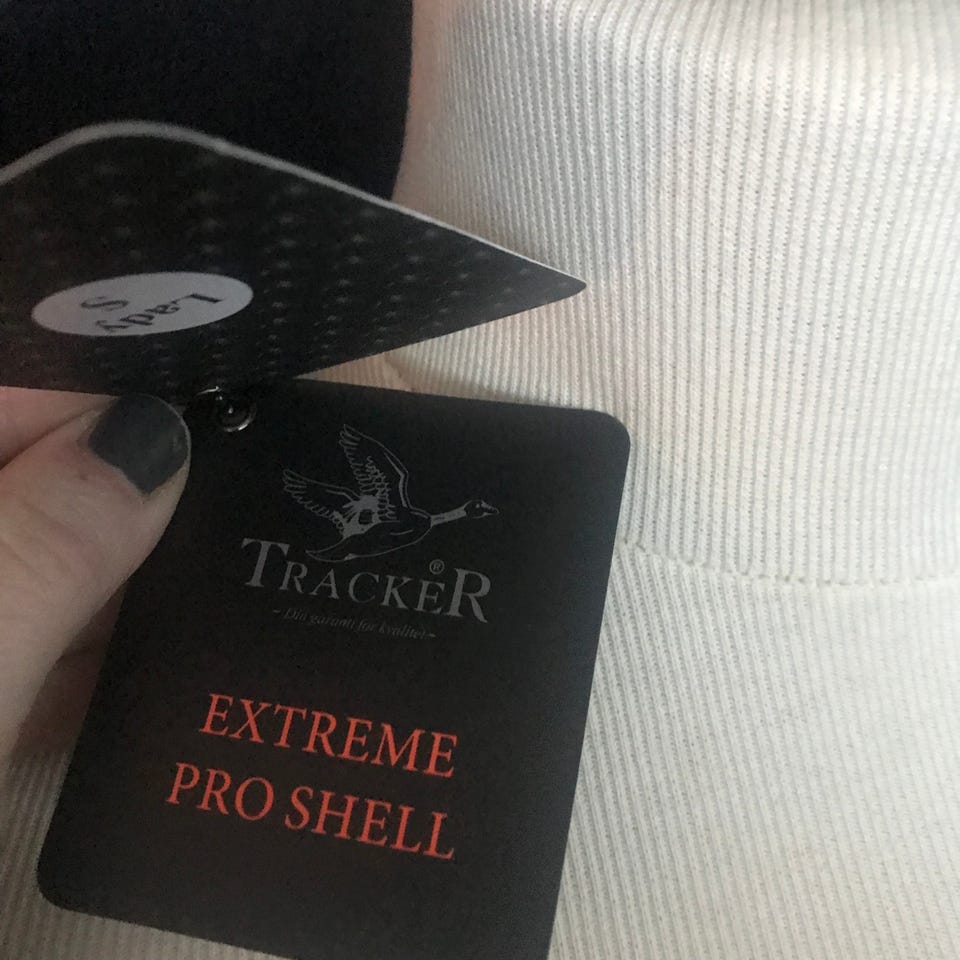 Lady
S
TRACKER®
- Din garanti for kvalitet -
EXTREME
PRO SHELL